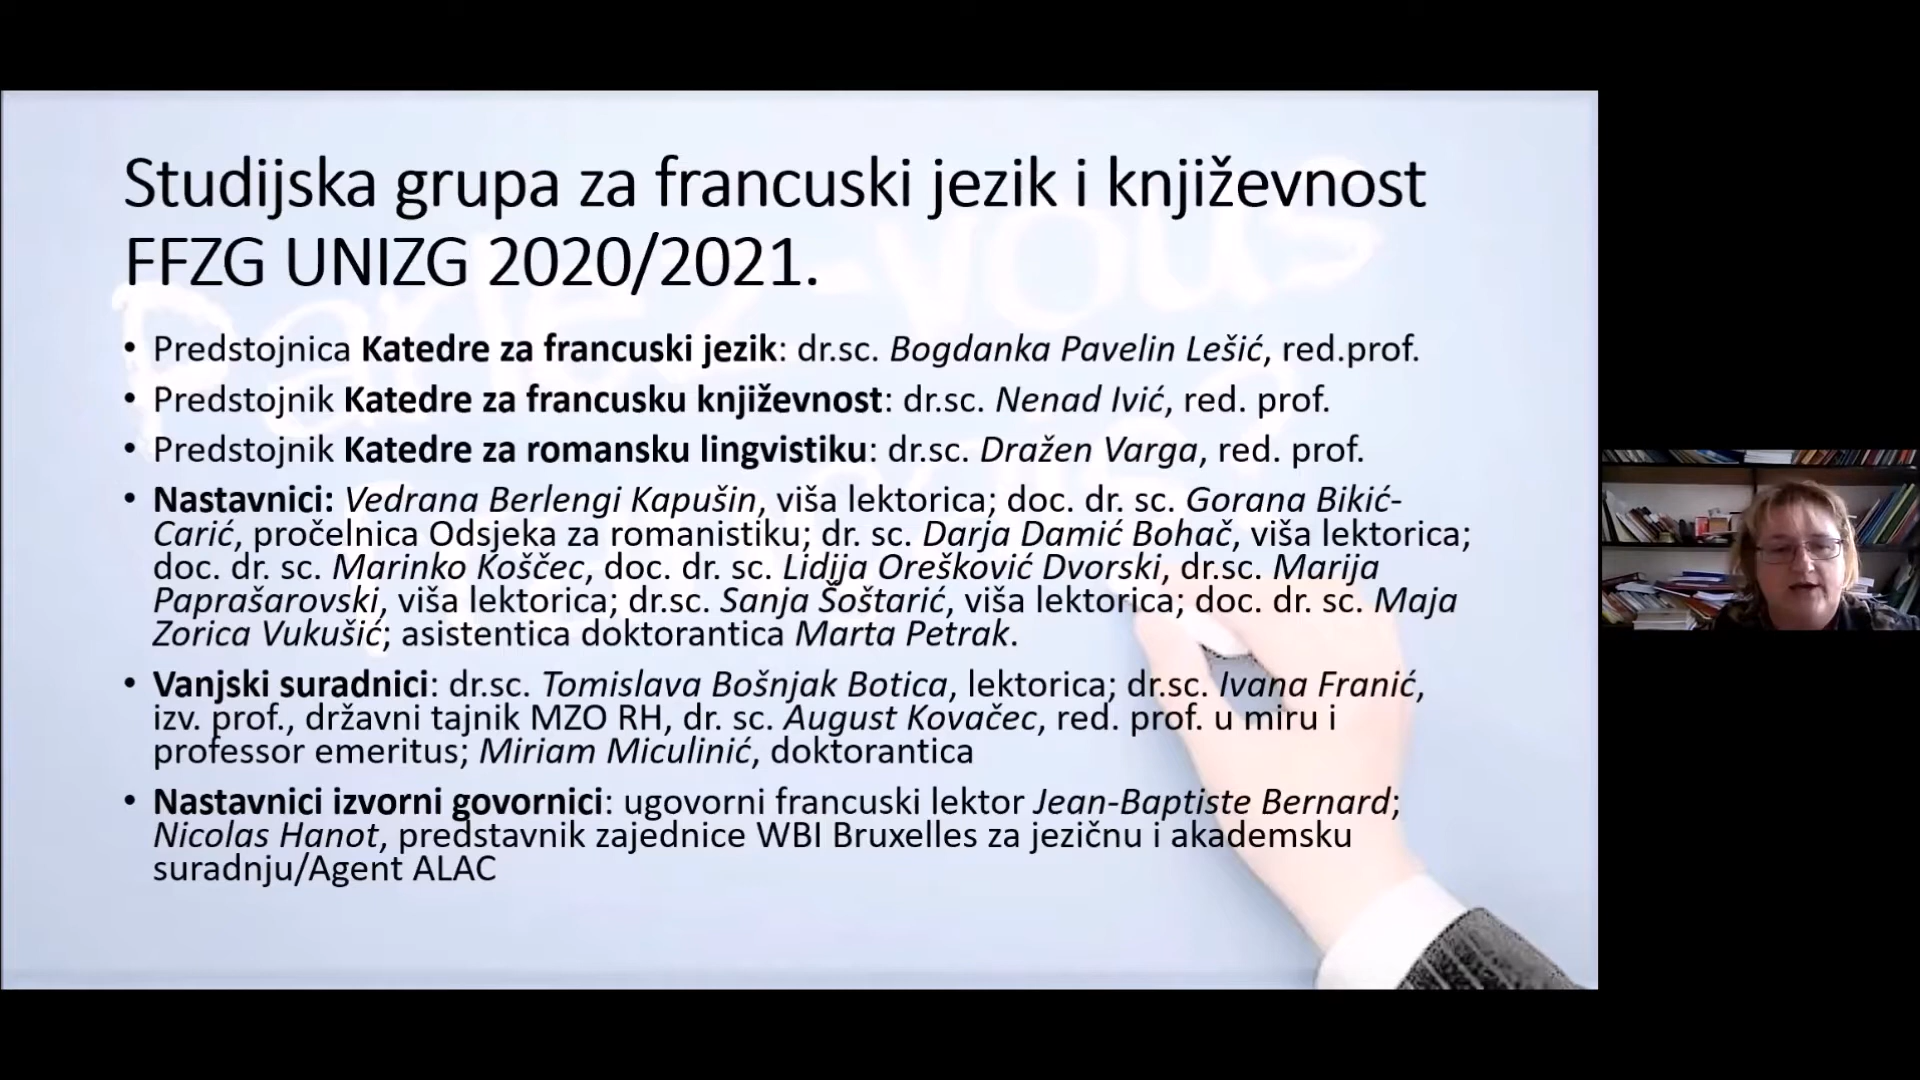 Studijska grupa za francuski jezik i književnost
FFZG UNIZG 2020/2021.
• Predstojnica Katedre za francuski jezik: dr.sc. Bogdanka Pavelin Lešić, red.prof.
• Predstojnik Katedre za francusku književnost: dr.sc. Nenad Ivić, red. prof.
• Predstojnik Katedre za romansku lingvistiku: dr.sc. Dražen Varga, red. prof.
• Nastavnici: Vedrana Berlengi Kapušin, viša lektorica; doc. dr. sc. Gorana Bikić-
Carić, pročelnica Odsjeka za romanistiku; dr. sc. Darja Damić Bohač, viša lektorica;
doc. dr. sc. Marinko Koščec, doc. dr. sc. Lidija Orešković Dvorski, dr.sc. Marija
Paprašarovski, viša lektorica; dr.sc. Sanja Šoštarić, viša lektorica; doc. dr. sc. Maja
Zorica Vukušić; asistentica doktorantica Marta Petrak.
• Vanjski suradnici: dr.sc. Tomislava Bošnjak Botica, lektorica; dr.sc. Ivana Franić,
izv. prof., državni tajnik MZO RH, dr. sc. August Kovačec, red. prof. u miru i
professor emeritus; Miriam Miculinić, doktorantica
• Nastavnici izvorni govornici: ugovorni francuski lektor Jean-Baptiste Bernard;
Nicolas Hanot, predstavnik zajednice WBI Bruxelles za jezičnu i akademsku
suradnju/Agent ALAC
Parlez-vous